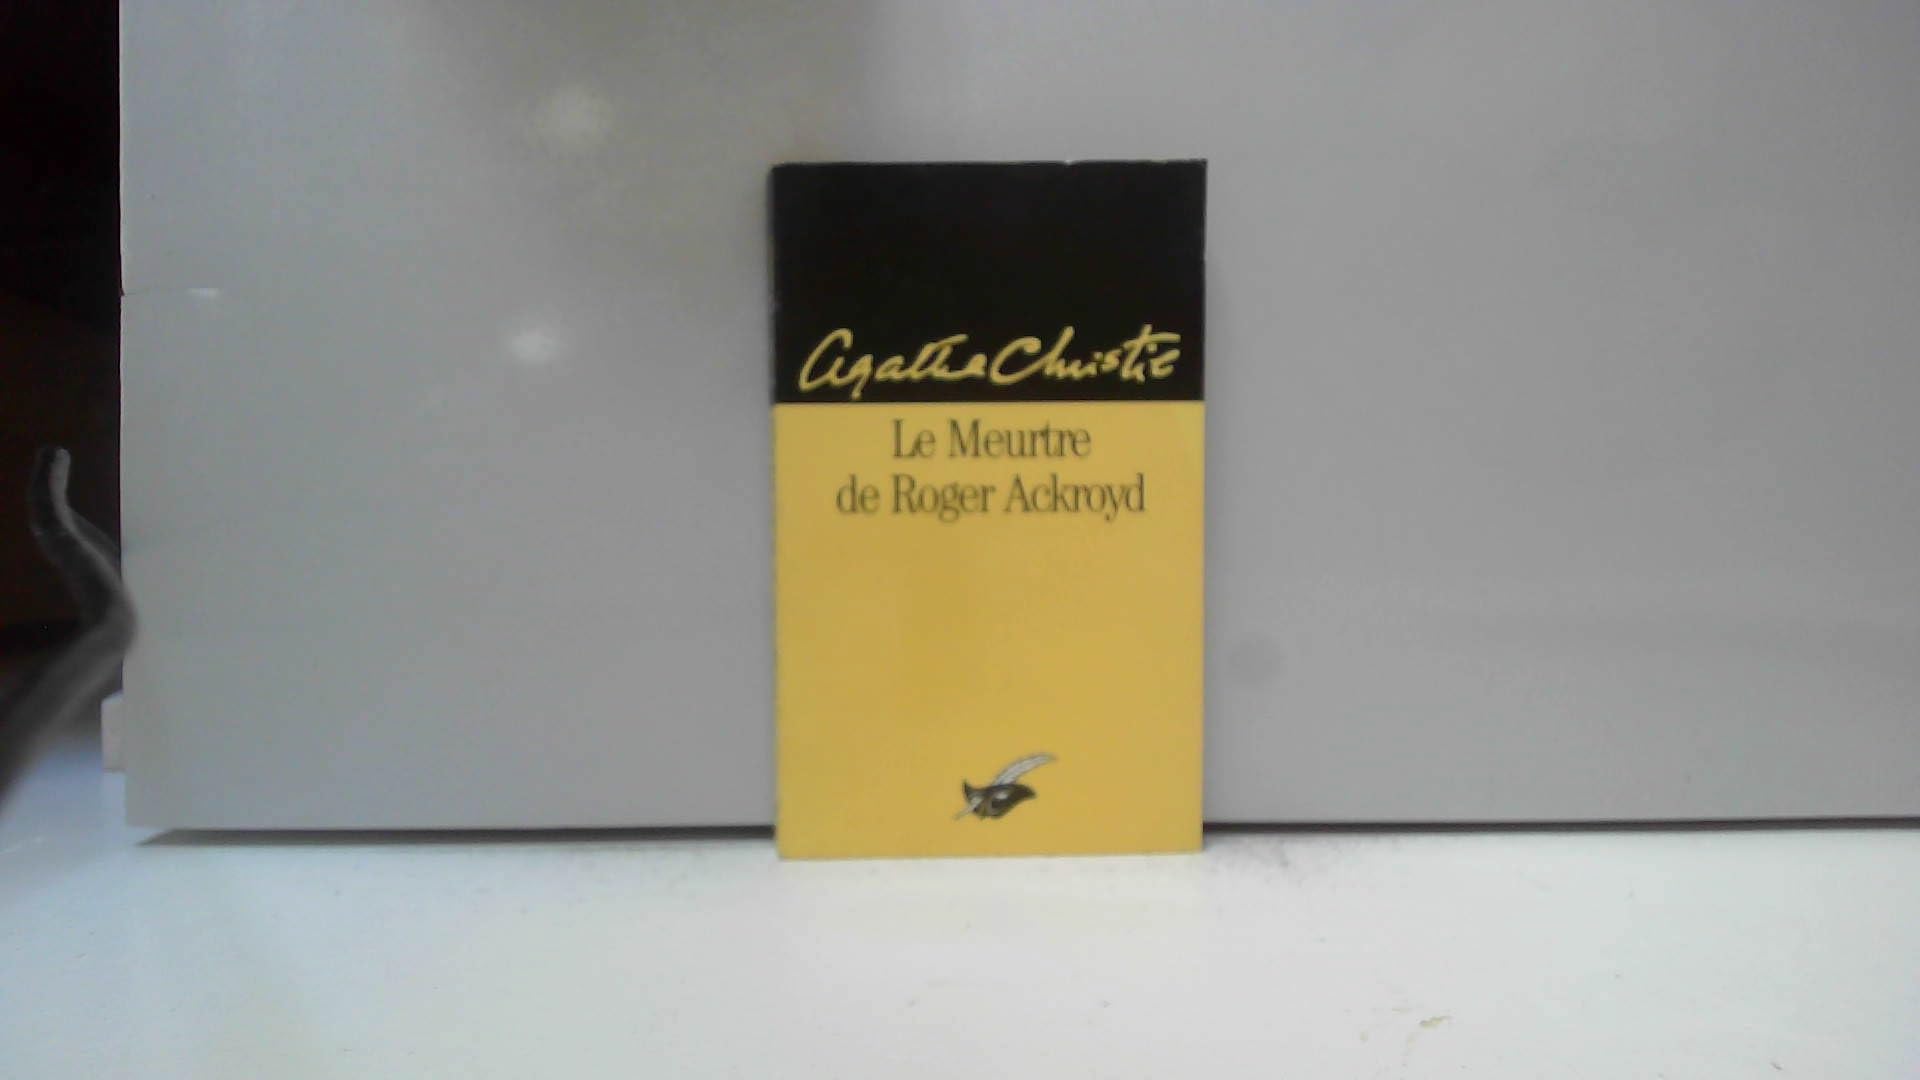 Agatha Christie
Le Meurtre
de Roger Ackroyd